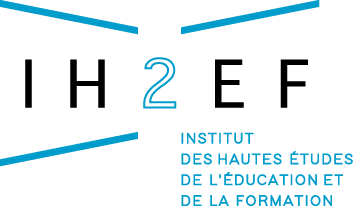 IH2EF
INSTITUT
DES HAUTES ÉTUDES
DE L'ÉDUCATION ET
DE LA FORMATION